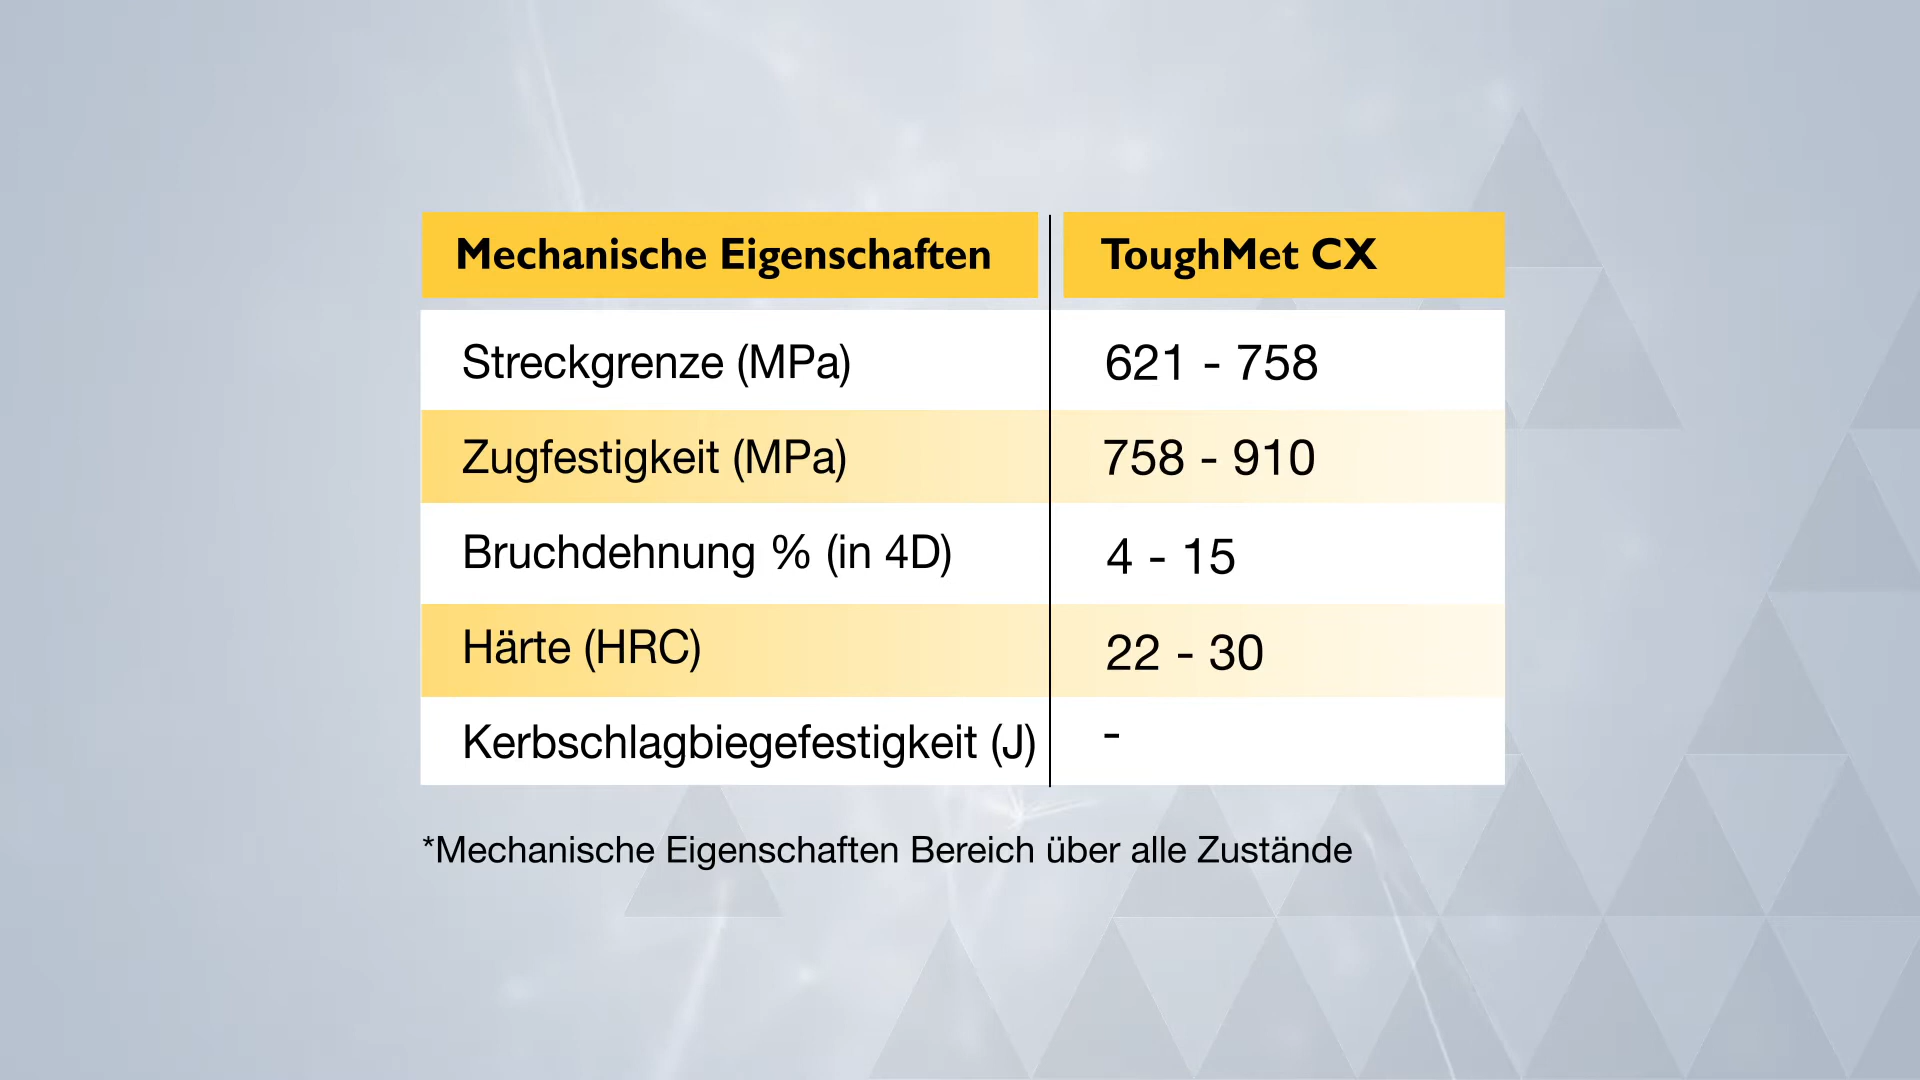 Mechanische Eigenschaften ToughMet CX
Streckgrenze (MPa) 621 - 758
Zugfestigkeit (MPa) 758 - 910
Bruchdehnung % (in 4D) 4 - 15
Härte (HRC) 22 - 30
Kerbschlagbiegefestigkeit (J) -
*Mechanische Eigenschaften Bereich über alle Zustände